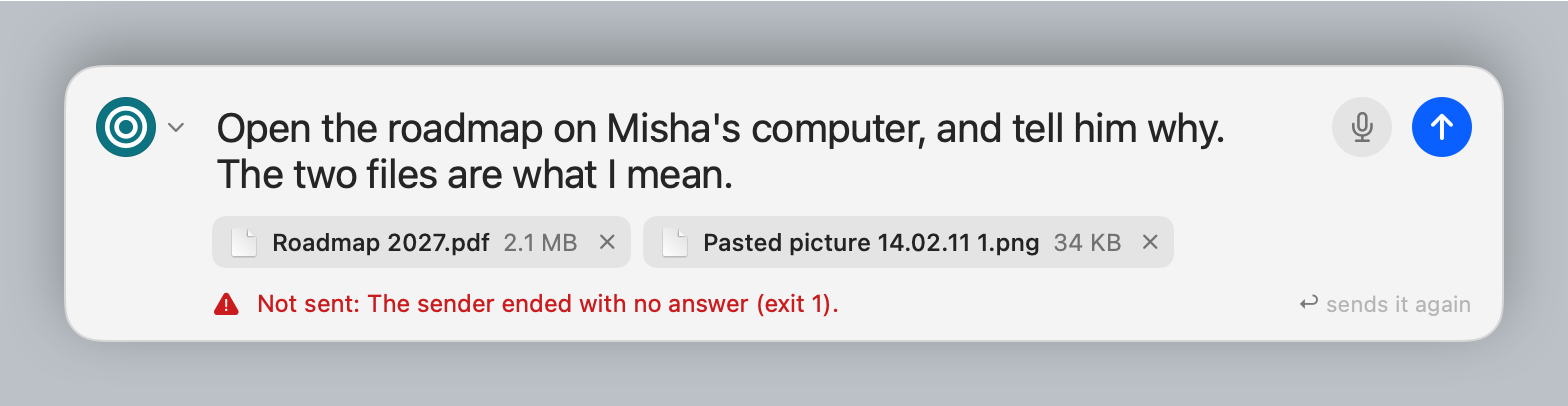 Open the roadmap on Misha's computer, and tell him why.
The two files are what I mean.
Roadmap 2027.pdf 2.1 MB × Pasted picture 14.02.11 1.png 34 KB ×
Not sent: The sender ended with no answer (exit 1). ↩ sends it again